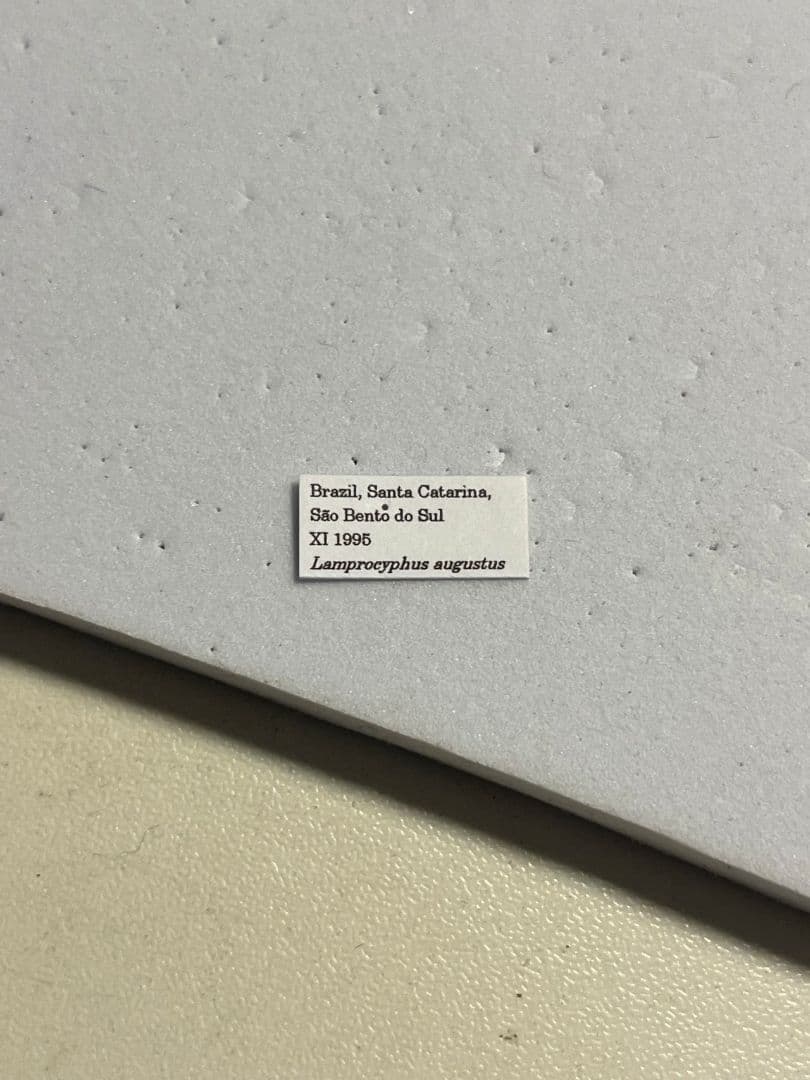 Brazil, Santa Catarina,
São Bento do Sul
XI 1995
Lamprocyphus augustus